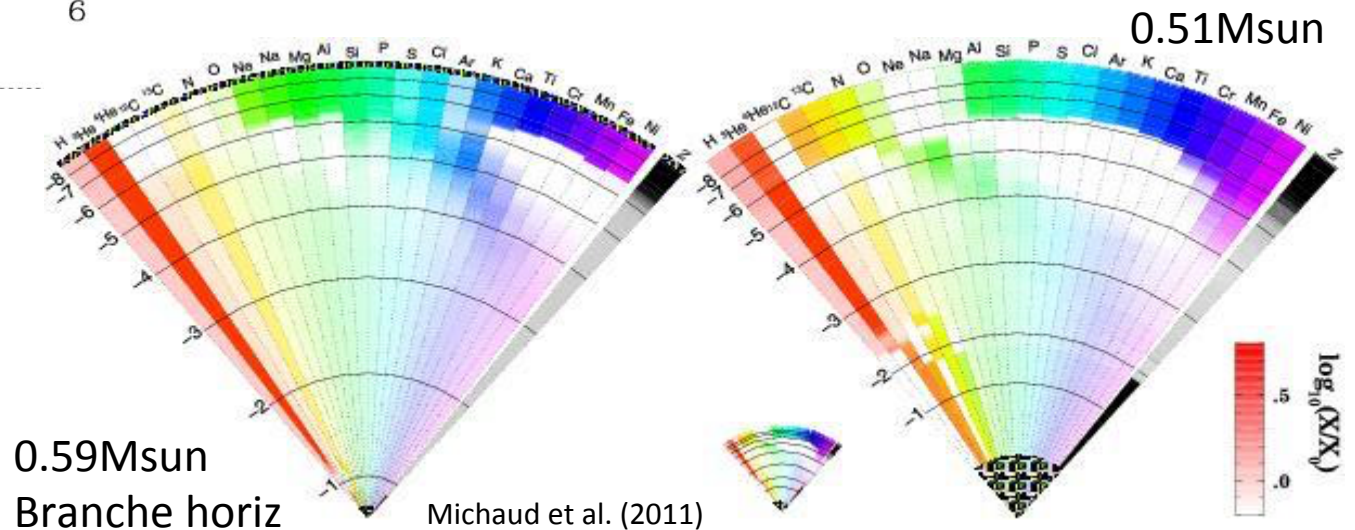 6
0.51Msun
H ³He ⁴He ¹²C ¹³C N O Ne Na Mg Al Si P S Cl Ar K Ca Ti Cr Mn Fe Ni Z
-8 -7 -6 -5 -4 -3 -2 -1
H ³He ⁴He ¹²C ¹³C N O Ne Na Mg Al Si P S Cl Ar K Ca Ti Cr Mn Fe Ni Z
-8 -7 -6 -5 -4 -3 -2 -1
.5
.0
log₁₀(X/X₀)
0.59Msun
Branche horiz
Michaud et al. (2011)